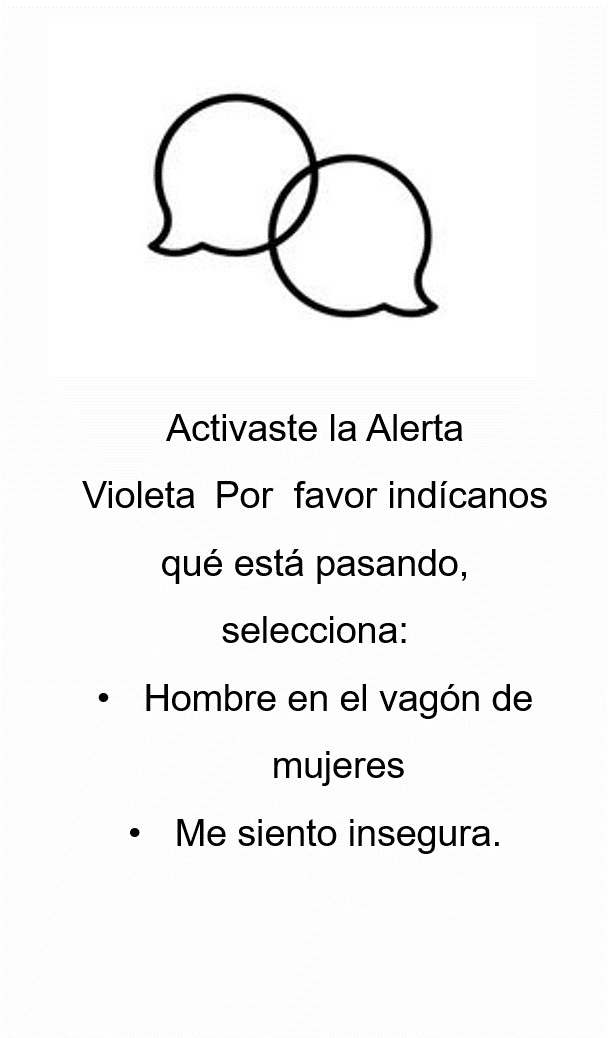 Activaste la Alerta
Violeta  Por  favor indícanos
qué está pasando,
selecciona:
• Hombre en el vagón de
mujeres
• Me siento insegura.